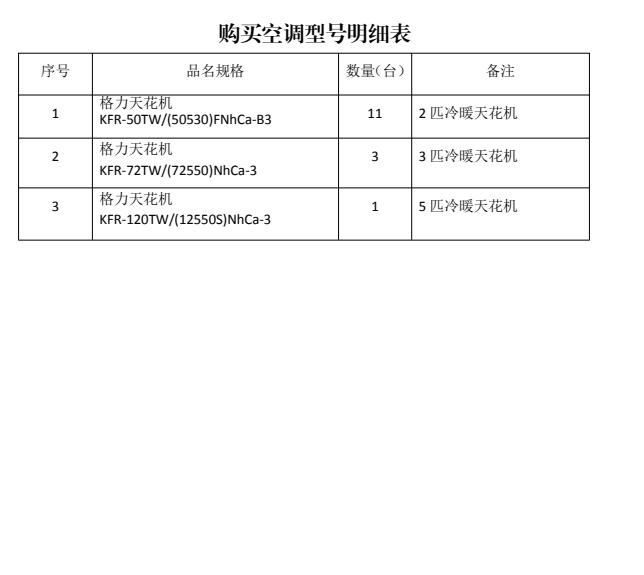 购买空调型号明细表
序号 品名规格 数量（台） 备注
1 格力天花机
KFR-50TW/(50530)FNhCa-B3 11 2 匹冷暖天花机
2 格力天花机
KFR-72TW/(72550)NhCa-3 3 3 匹冷暖天花机
3 格力天花机
KFR-120TW/(12550S)NhCa-3 1 5 匹冷暖天花机